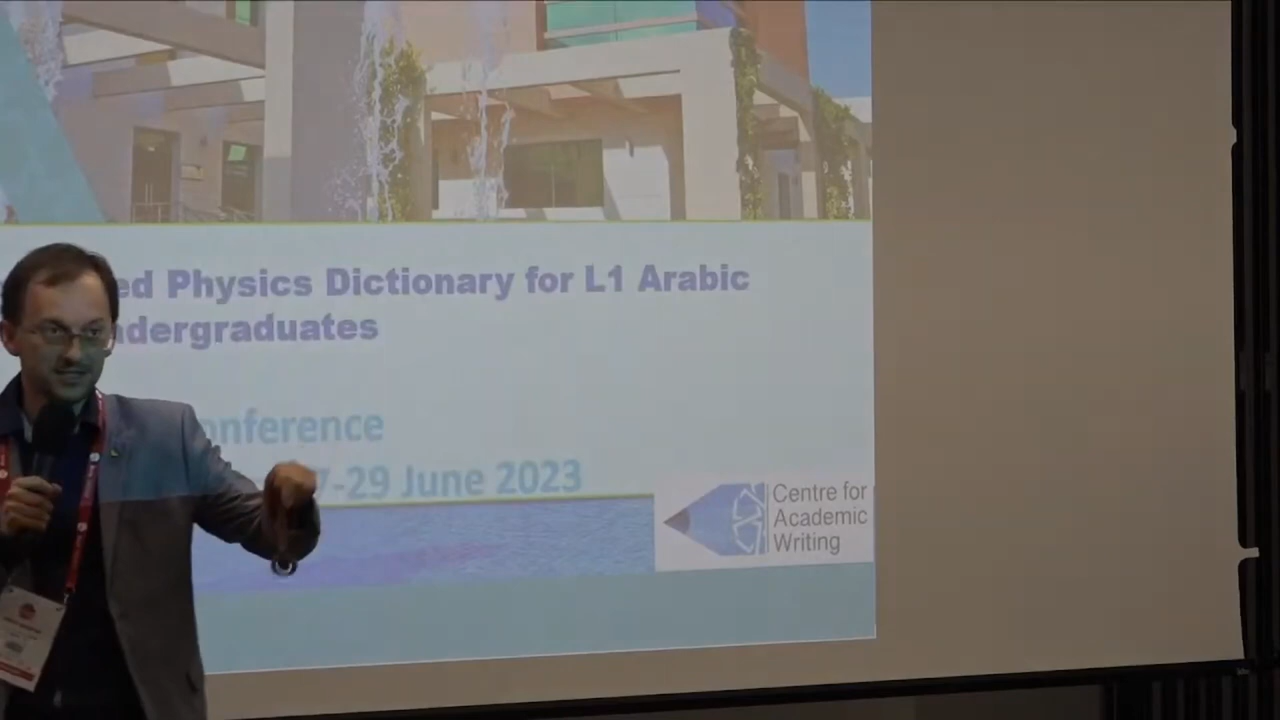 ed Physics Dictionary for L1 Arabic
ndergraduates
onference
7-29 June 2023
Centre for
Academic
Writing